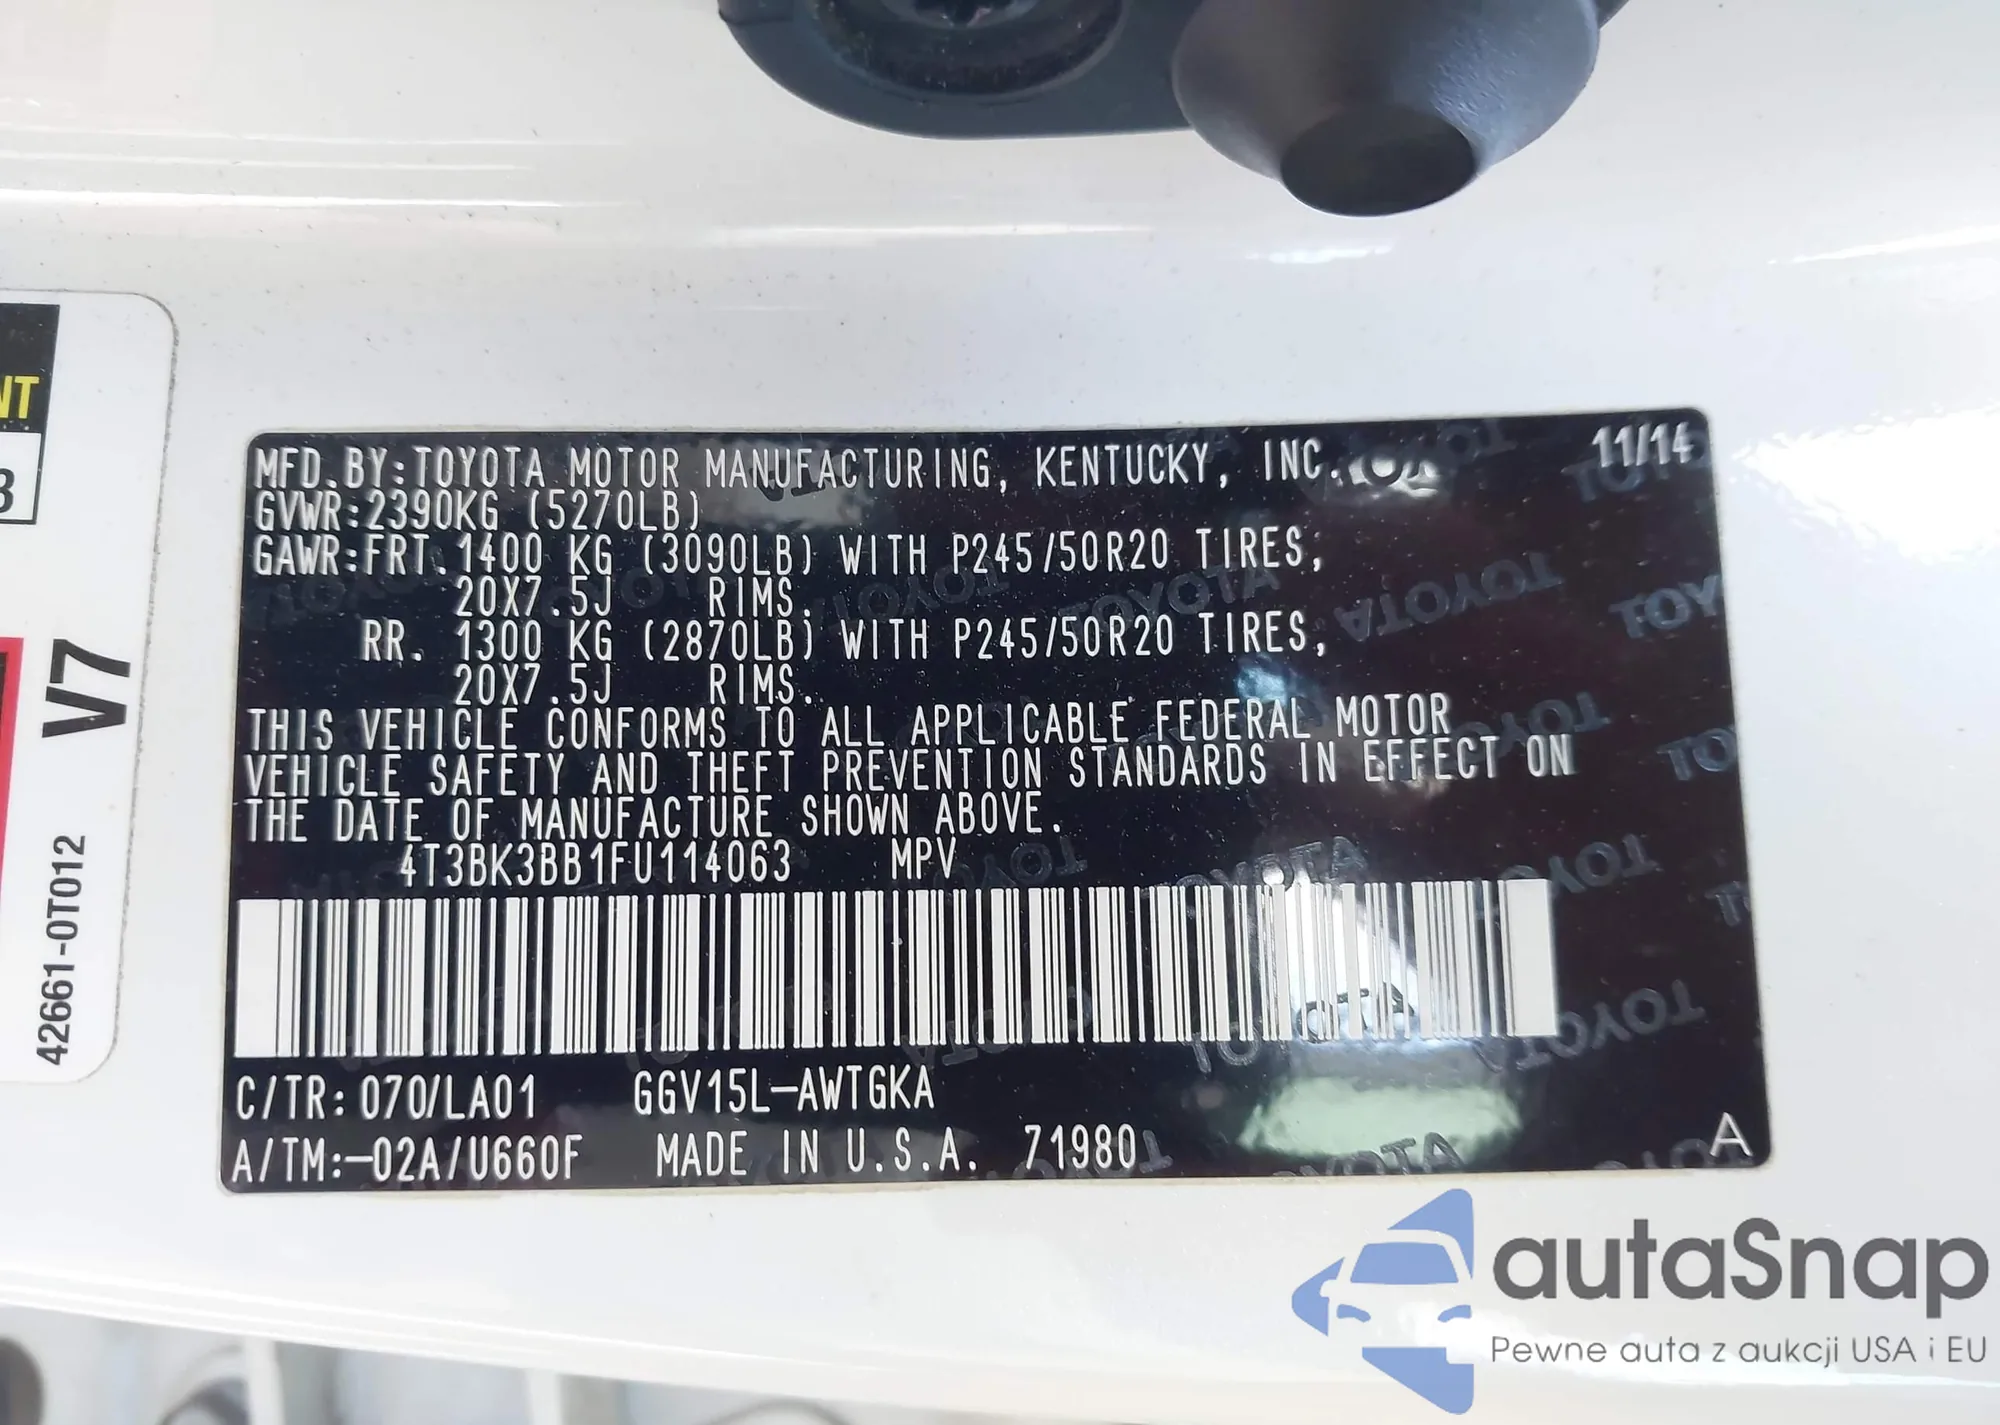 NT
3
V7
42661-0T012
MFD.BY:TOYOTA MOTOR MANUFACTURING, KENTUCKY, INC. 11/14
GVWR:2390KG (5270LB)
GAWR:FRT. 1400 KG (3090LB) WITH P245/50R20 TIRES,
20X7.5J RIMS.
RR. 1300 KG (2870LB) WITH P245/50R20 TIRES,
20X7.5J RIMS.
THIS VEHICLE CONFORMS TO ALL APPLICABLE FEDERAL MOTOR
VEHICLE SAFETY AND THEFT PREVENTION STANDARDS IN EFFECT ON
THE DATE OF MANUFACTURE SHOWN ABOVE.
4T3BK3BB1FU114063 MPV
C/TR: 070/LA01 GGV15L-AWTGKA
A/TM:-02A/U660F MADE IN U.S.A. 71980 A
autaSnap
Pewne auta z aukcji USA i EU